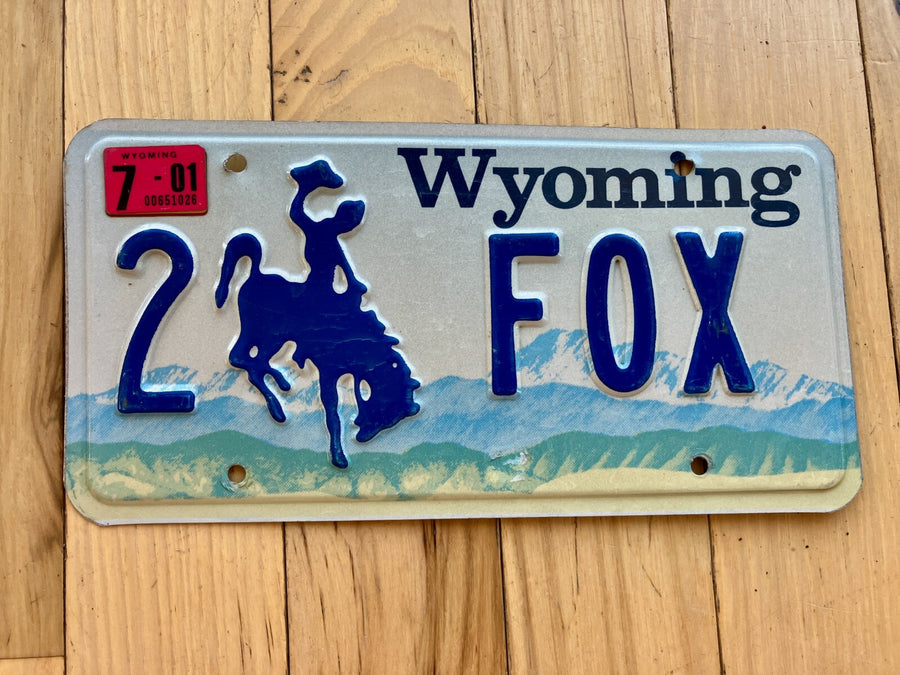 WYOMING
7 - 01
00651026
Wyoming
2 FOX